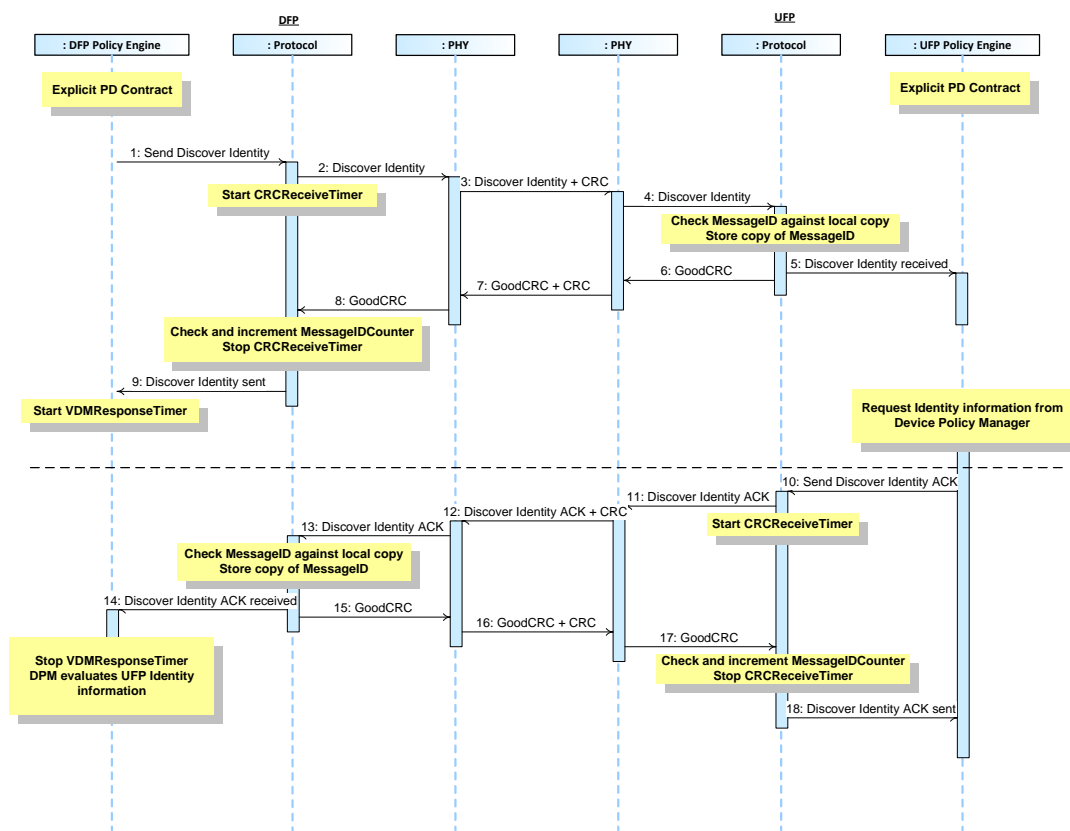 DFP
UFP
: DFP Policy Engine
: Protocol
: PHY
: PHY
: Protocol
: UFP Policy Engine
Explicit PD Contract
Explicit PD Contract
1: Send Discover Identity
2: Discover Identity
3: Discover Identity + CRC
Start CRCReceiveTimer
4: Discover Identity
Check MessageID against local copy
Store copy of MessageID
5: Discover Identity received
6: GoodCRC
7: GoodCRC + CRC
8: GoodCRC
Check and increment MessageIDCounter
Stop CRCReceiveTimer
9: Discover Identity sent
Start VDMResponseTimer
Request Identity information from
Device Policy Manager
10: Send Discover Identity ACK
11: Discover Identity ACK
12: Discover Identity ACK + CRC
Start CRCReceiveTimer
13: Discover Identity ACK
Check MessageID against local copy
Store copy of MessageID
14: Discover Identity ACK received
15: GoodCRC
16: GoodCRC + CRC
17: GoodCRC
Stop VDMResponseTimer
DPM evaluates UFP Identity
information
Check and increment MessageIDCounter
Stop CRCReceiveTimer
18: Discover Identity ACK sent